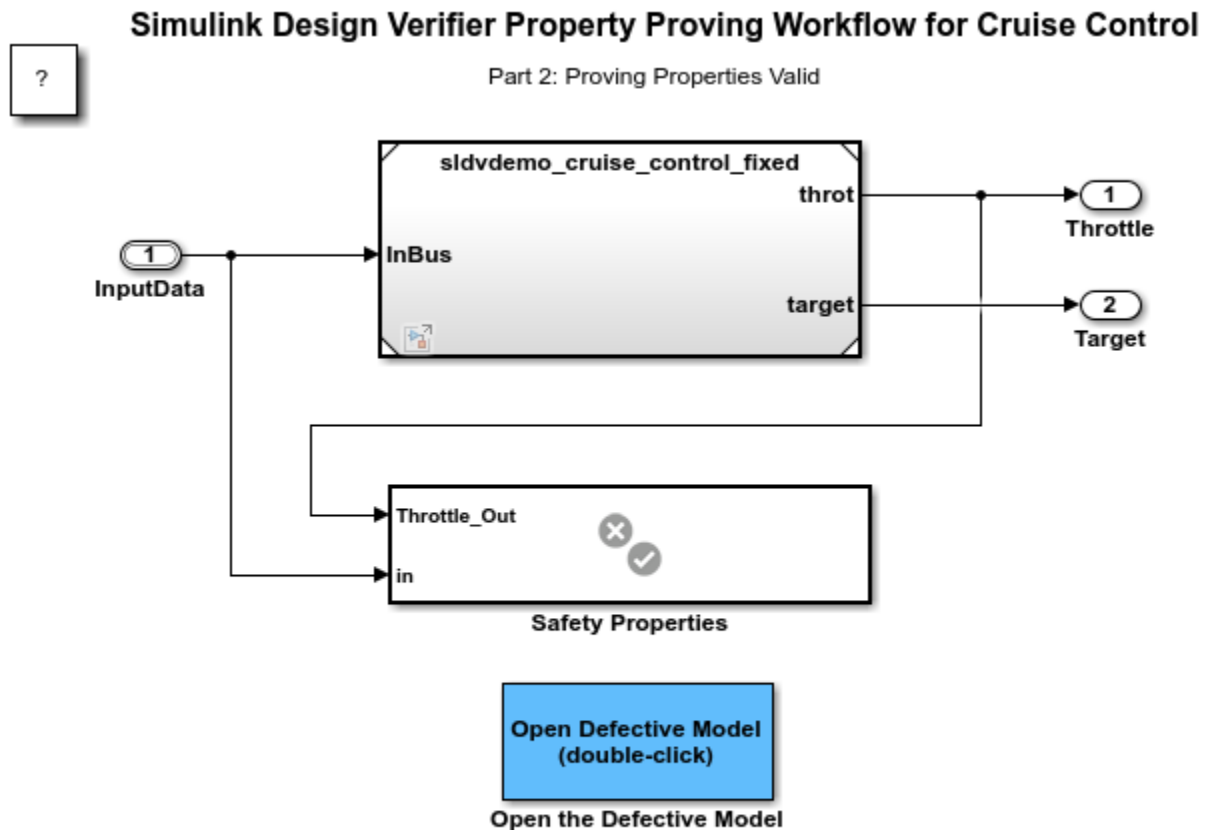 Simulink Design Verifier Property Proving Workflow for Cruise Control
?
Part 2: Proving Properties Valid
sldvdemo_cruise_control_fixed
throt
1
Throttle
1
InBus
InputData
target
2
Target
Throttle_Out
in
Safety Properties
Open Defective Model
(double-click)
Open the Defective Model